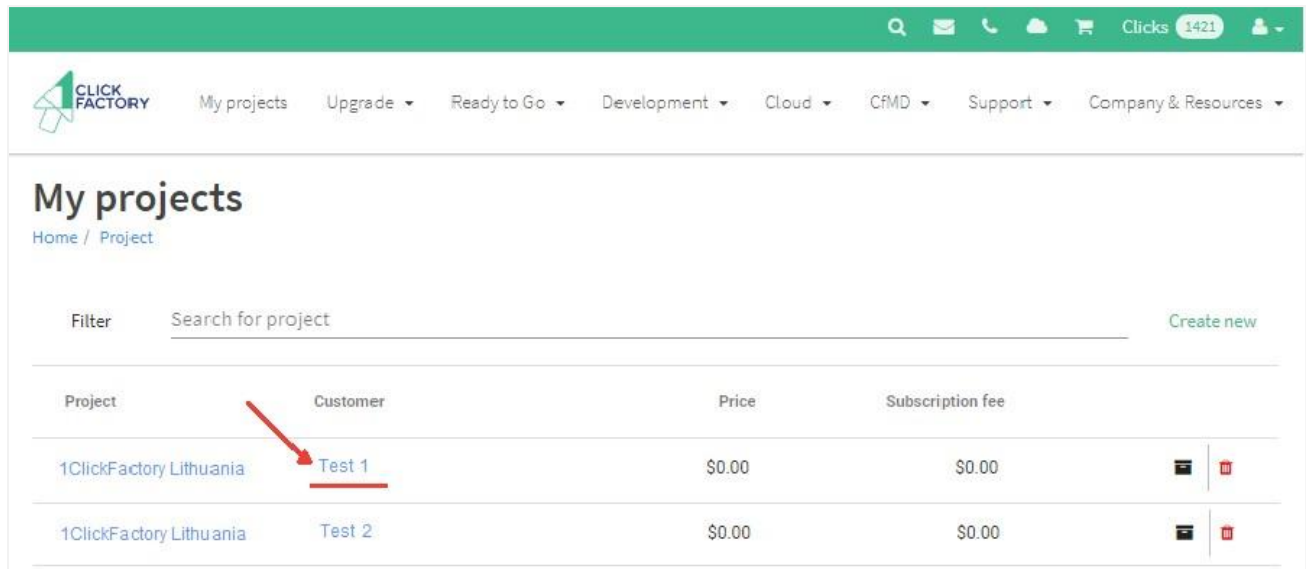 Clicks 1421
CLICK FACTORY My projects Upgrade Ready to Go Development Cloud CfMD Support Company & Resources
My projects
Home / Project
Filter Search for project Create new
Project Customer Price Subscription fee
1ClickFactory Lithuania Test 1 $0.00 $0.00
1ClickFactory Lithuania Test 2 $0.00 $0.00